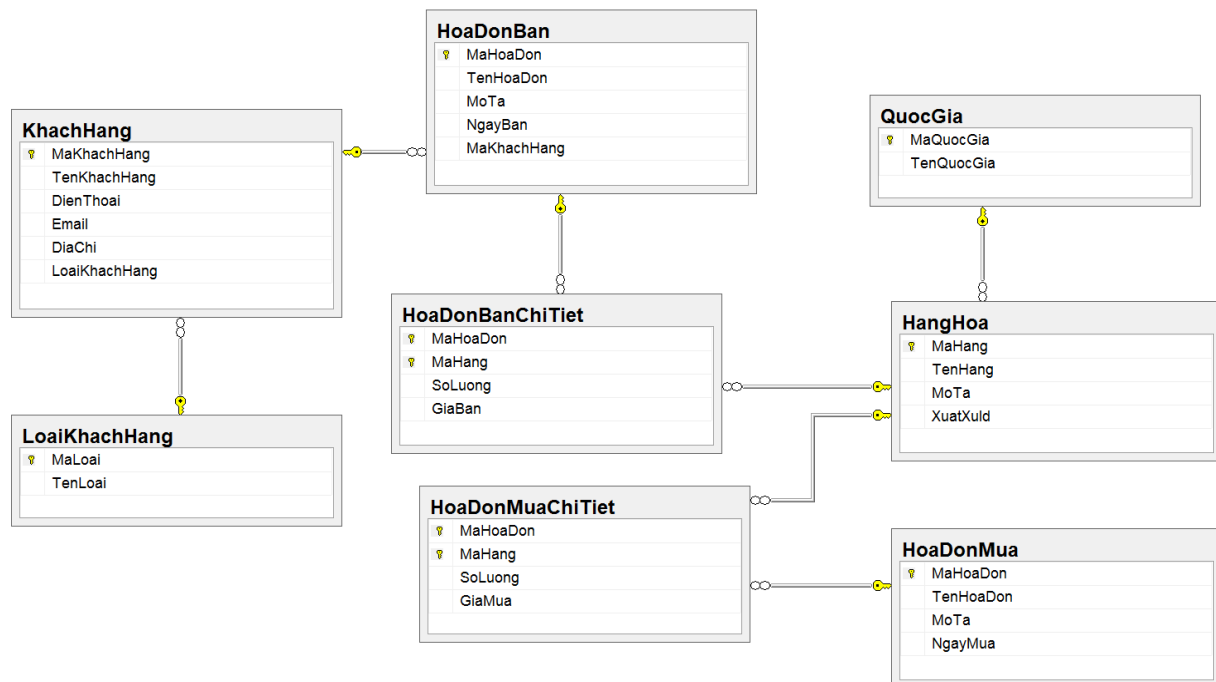 HoaDonBan
MaHoaDon
TenHoaDon
MoTa
NgayBan
MaKhachHang
KhachHang
MaKhachHang
TenKhachHang
DienThoai
Email
DiaChi
LoaiKhachHang
QuocGia
MaQuocGia
TenQuocGia
HoaDonBanChiTiet
MaHoaDon
MaHang
SoLuong
GiaBan
HangHoa
MaHang
TenHang
MoTa
XuatXuId
LoaiKhachHang
MaLoai
TenLoai
HoaDonMuaChiTiet
MaHoaDon
MaHang
SoLuong
GiaMua
HoaDonMua
MaHoaDon
TenHoaDon
MoTa
NgayMua